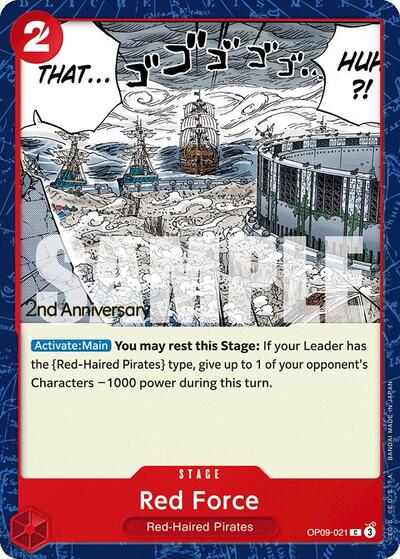 2
THAT...
ゴゴゴゴゴ...
HUH
?!
SAMPLE
2nd Anniversary
Activate:Main You may rest this Stage: If your Leader has
the {Red-Haired Pirates} type, give up to 1 of your opponent's
Characters −1000 power during this turn.
STAGE
Red Force
Red-Haired Pirates
OP09-021 C 3
BANDAI MADE IN JAPAN